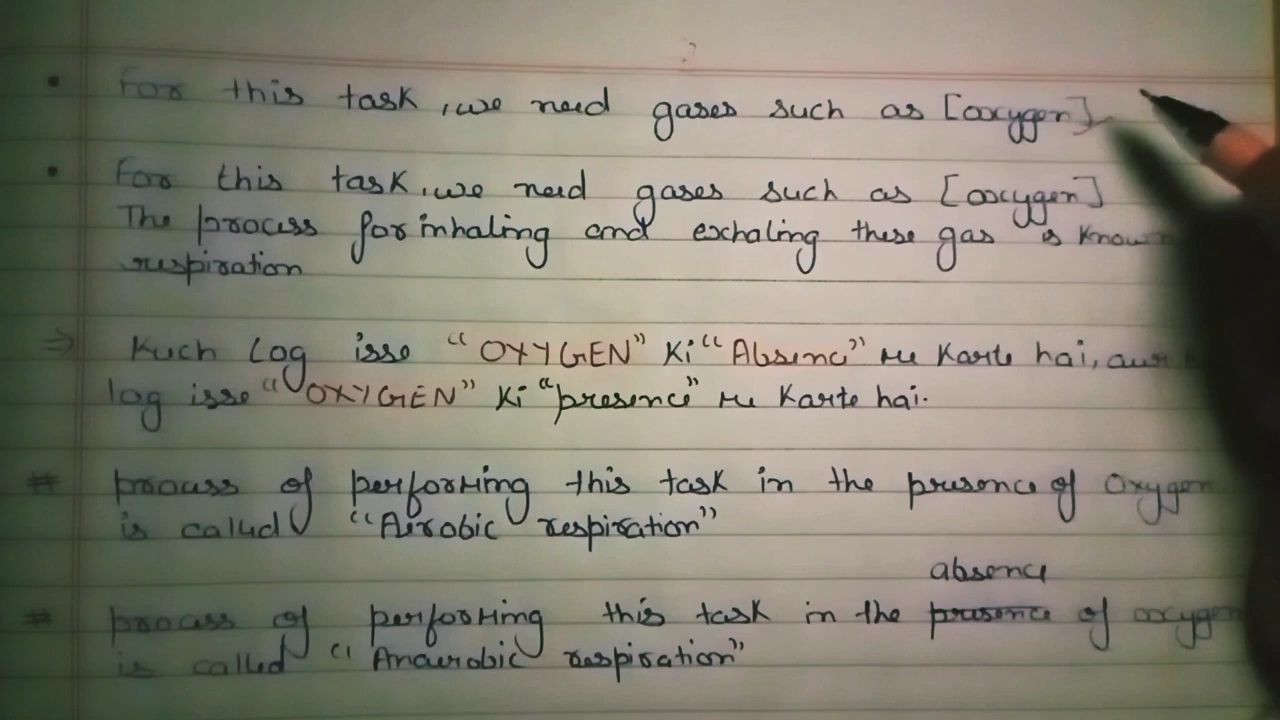 • For this task, we need gases such as [oxygen]
• For this task, we need gases such as [oxygen]
The process for inhaling and exhaling these gas is known
respiration
⇒ Kuch Log isse "OXYGEN" Ki "Absence" me Karte hai, aur
log isse "OXYGEN" Ki "presence" me Karte hai.
# process of performing this task in the presence of Oxygen
is called "Airobic respiration"
absence
# process of performing this task in the presence of oxygen
is called "Anaerobic respiration"